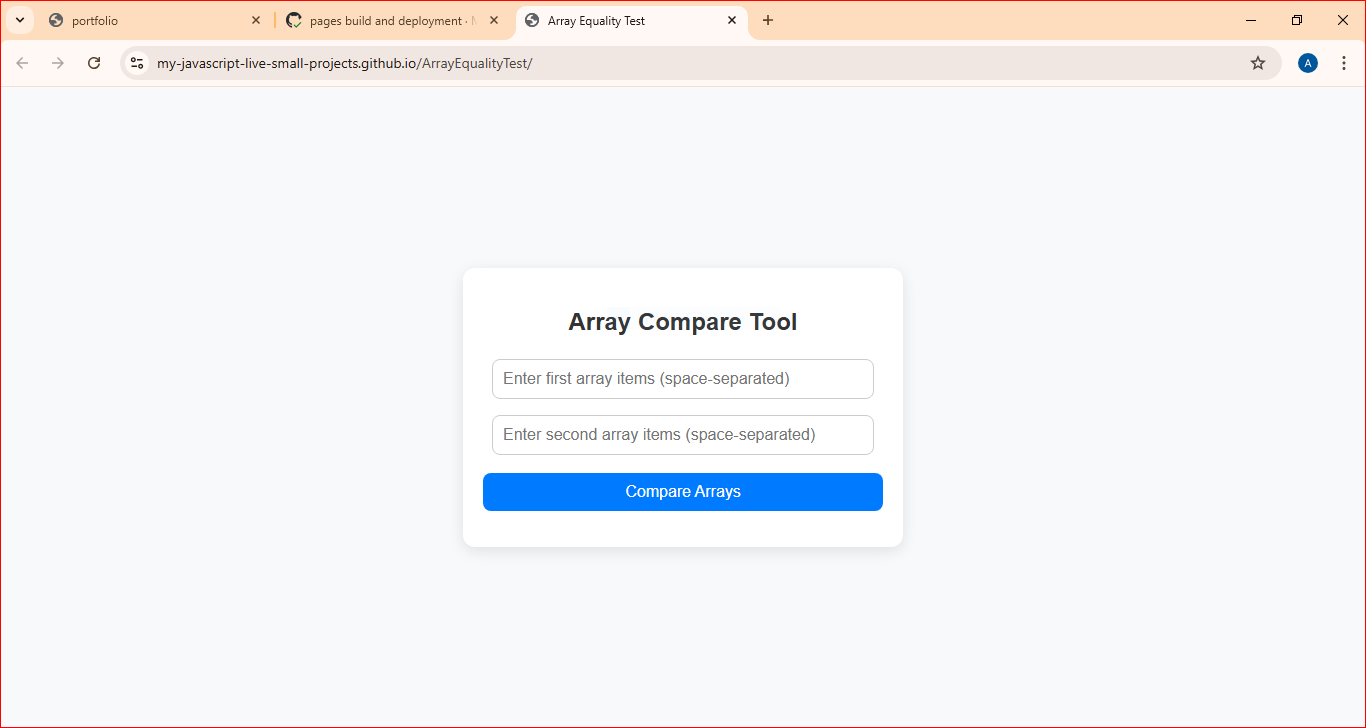 portfolio
pages build and deployment ·
Array Equality Test
my-javascript-live-small-projects.github.io/ArrayEqualityTest/
A
Array Compare Tool
Enter first array items (space-separated)
Enter second array items (space-separated)
Compare Arrays